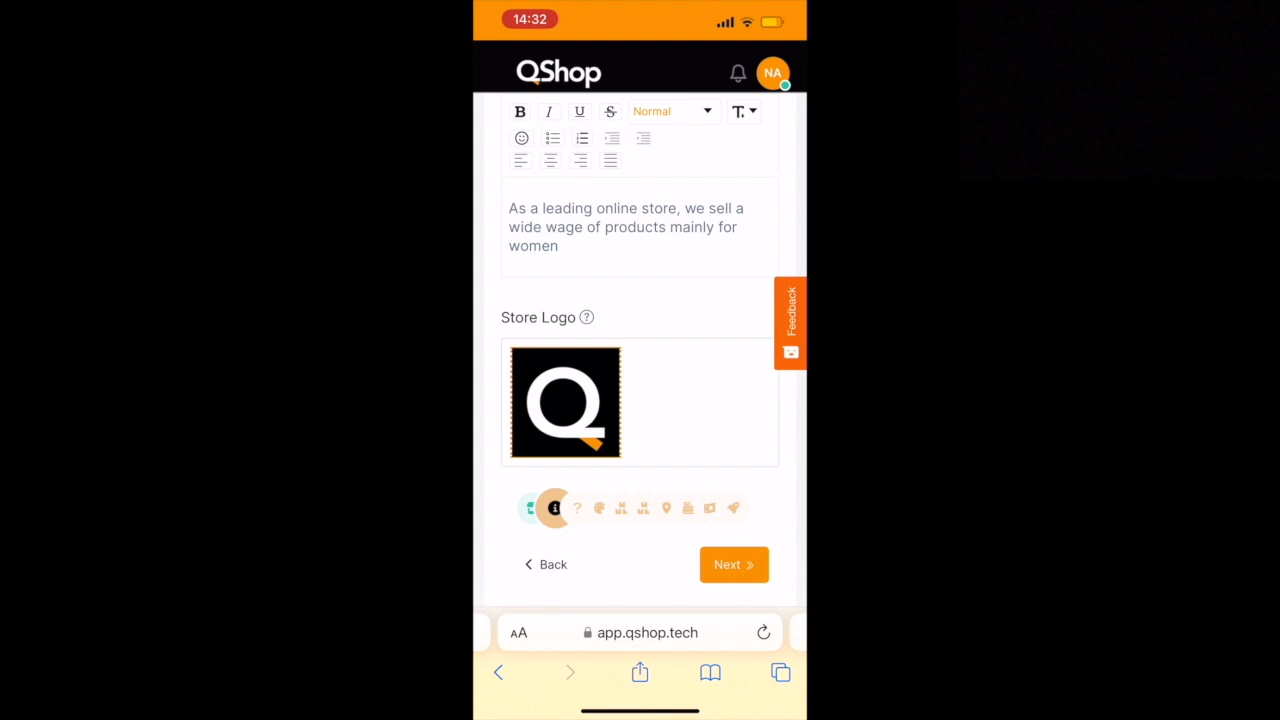 14:32
QShop
NA
B I U S Normal T
As a leading online store, we sell a
wide wage of products mainly for
women
Feedback
Store Logo ?
Q
i ?
Back
Next
AA app.qshop.tech